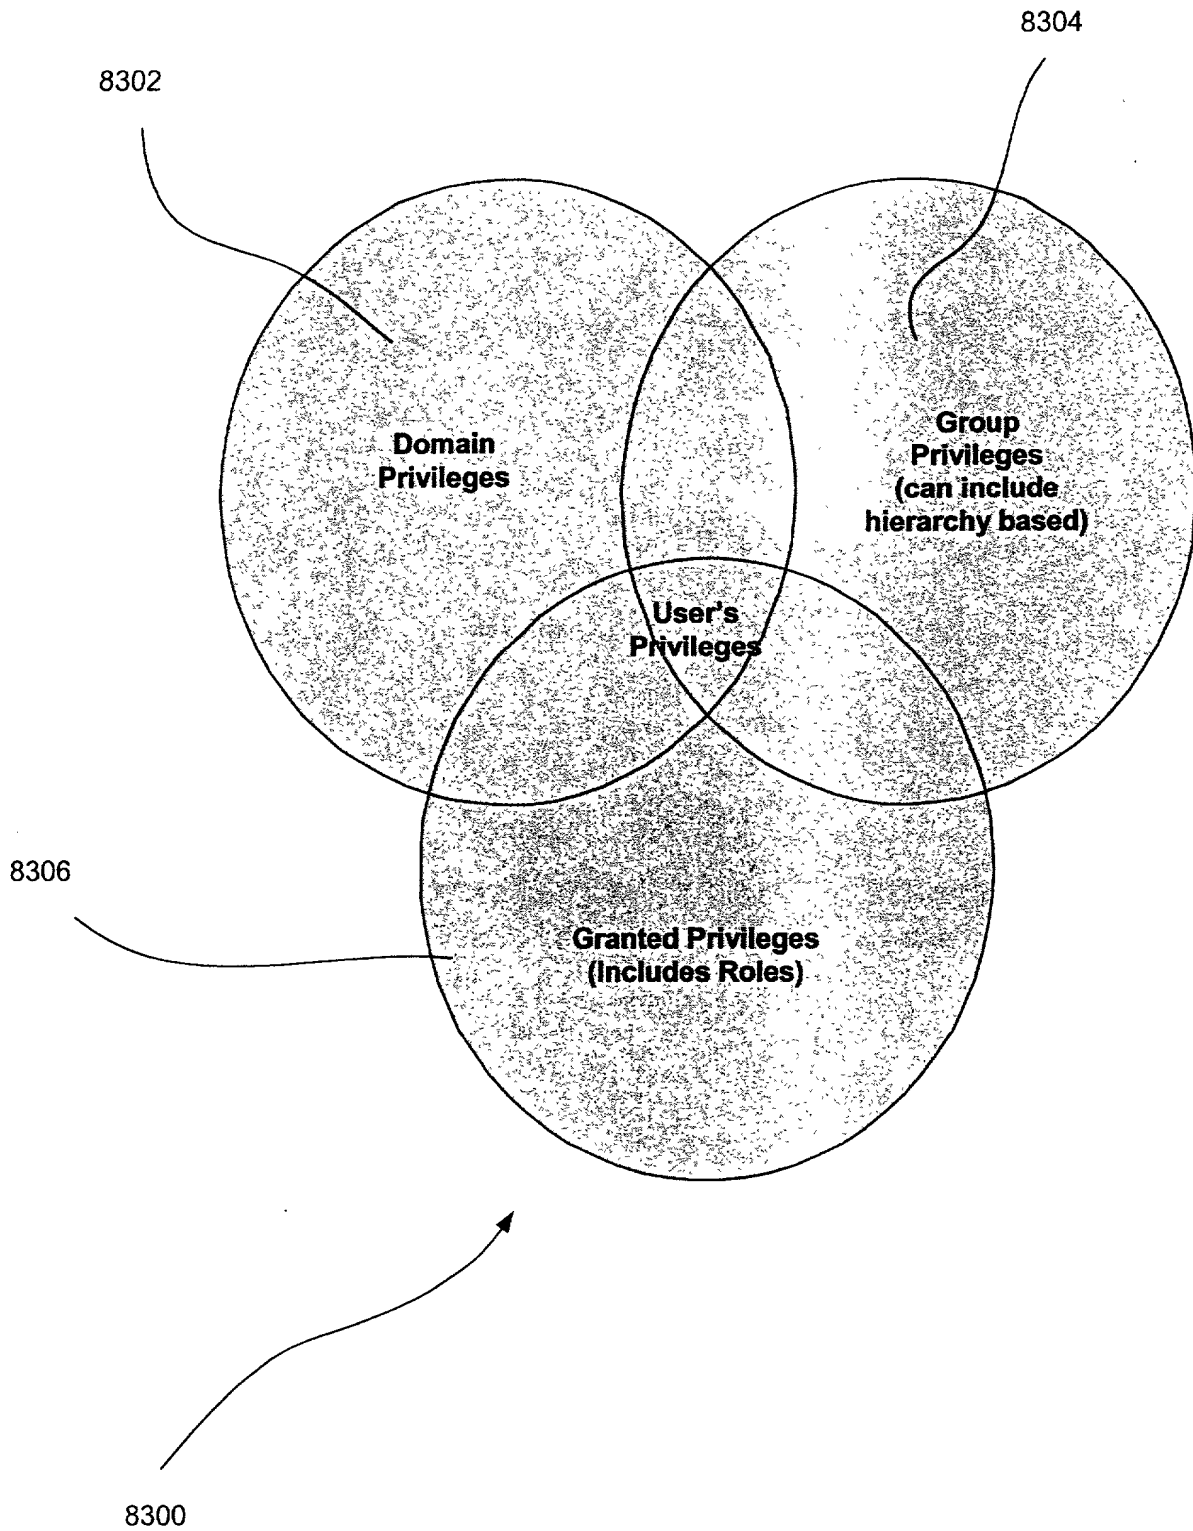 8304
8302
Domain
Privileges
Group
Privileges
(can include
hierarchy based)
User's
Privileges
8306
Granted Privileges
(Includes Roles)
8300